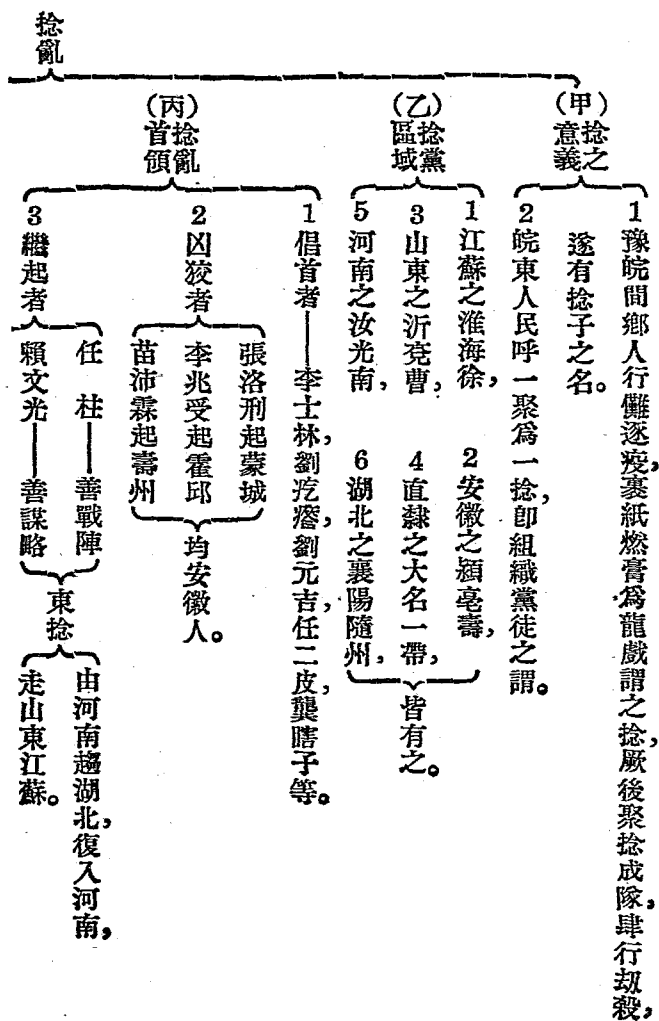 捻亂
(甲)捻之意義
1 豫皖間鄉人行儺逐疫,裹紙燃膏爲龍戲謂之捻,厥後聚捻成隊,肆行刼殺,
遂有捻子之名。
2 皖東人民呼一聚爲一捻,卽組織黨徒之謂。
(乙)捻黨區域
1 江蘇之淮海徐,
2 安徽之潁亳壽,
3 山東之沂兗曹,
4 直隸之大名一帶,
5 河南之汝光南,
6 湖北之襄陽隨州,
皆有之。
(丙)捻亂首領
1 倡首者——李士林,劉疙瘩,劉元吉,任二皮,龔瞎子等。
2 凶狡者
張洛刑起蒙城
李兆受起霍邱
苗沛霖起壽州
均安徽人。
3 繼起者
任柱——善戰陣
賴文光——善謀略
東捻
由河南趨湖北,復入河南,
走山東江蘇。